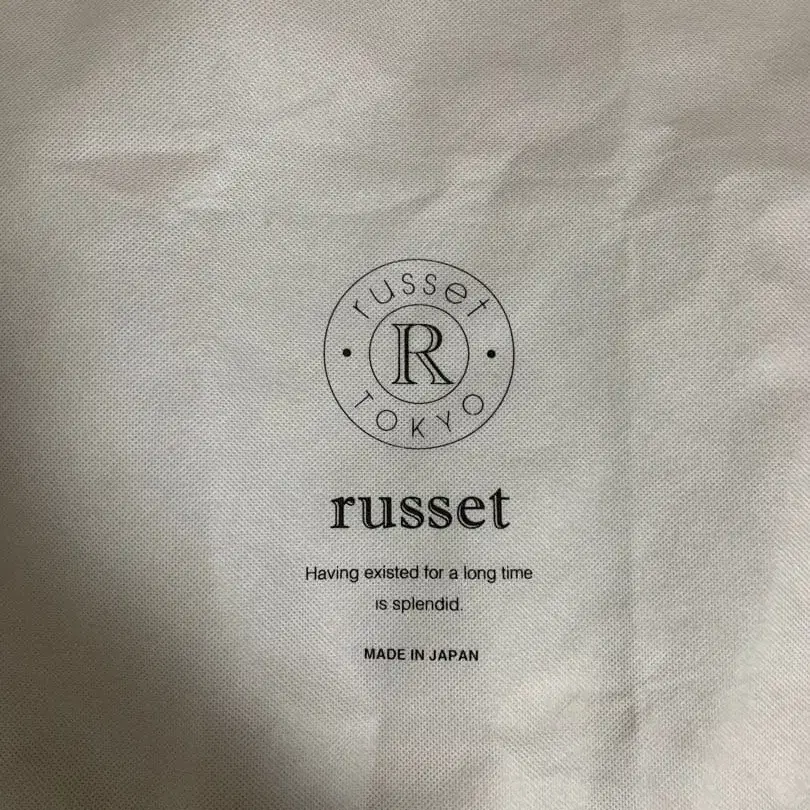 russet
R
TOKYO
russet
Having existed for a long time
is splendid.
MADE IN JAPAN